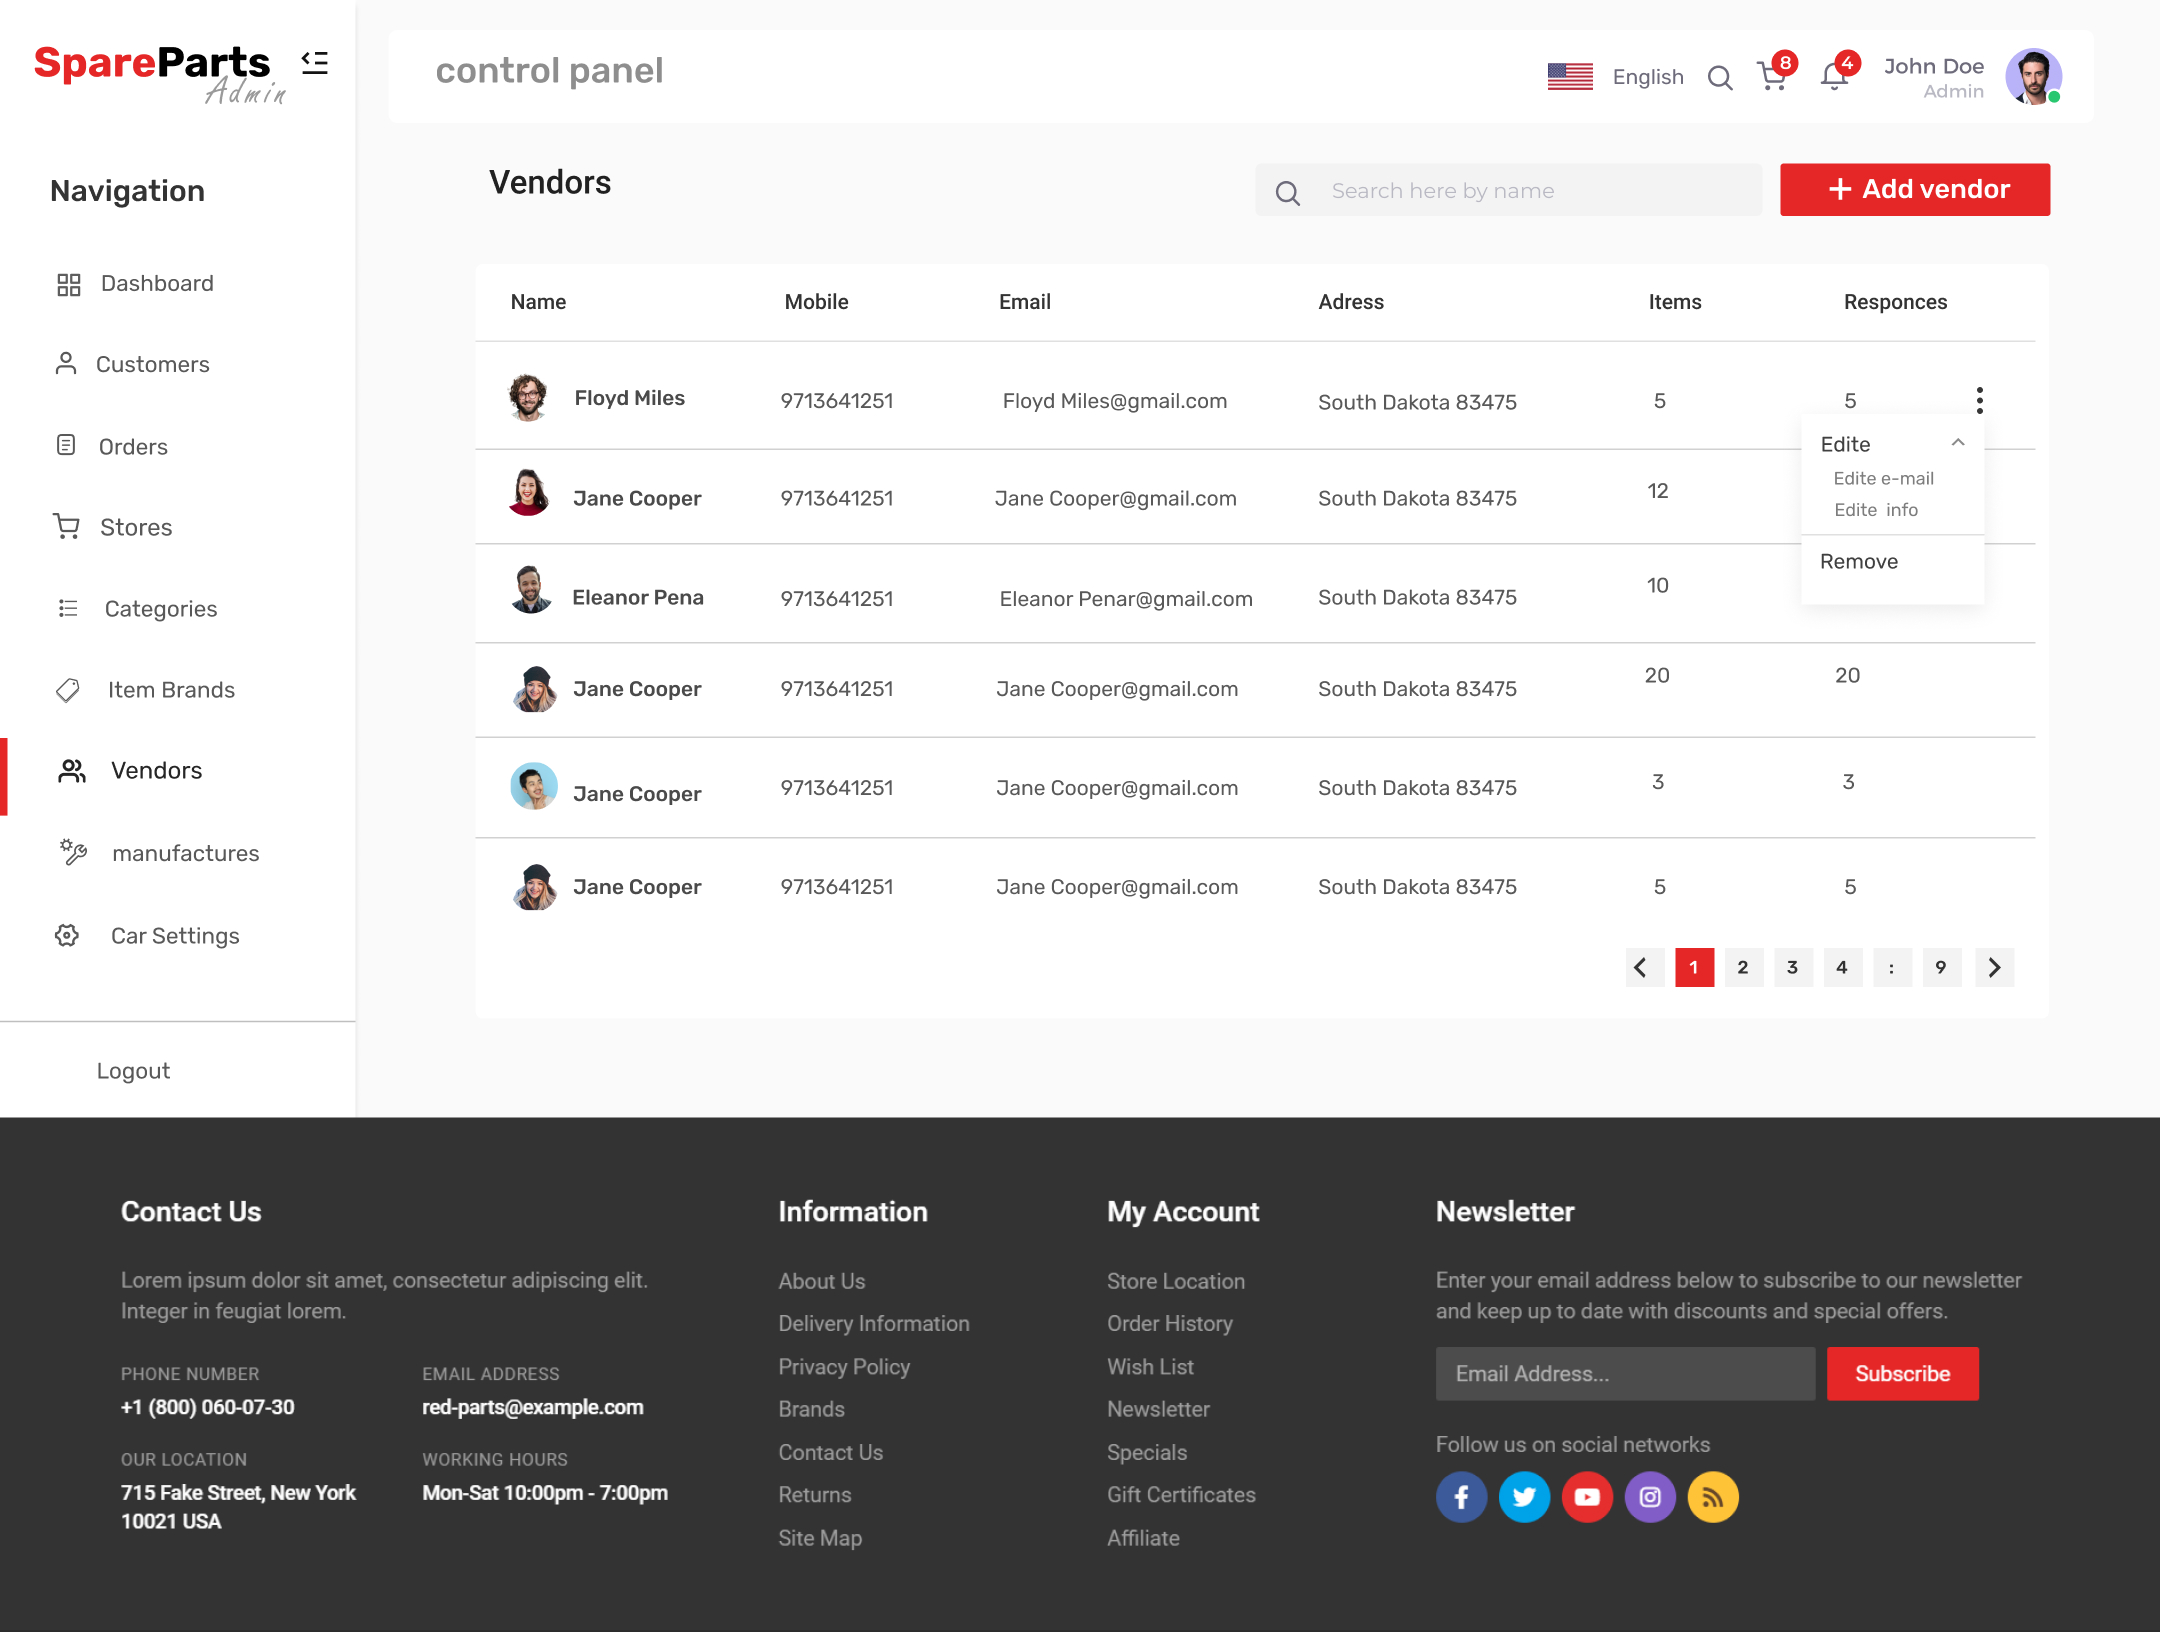 SpareParts
Admin
control panel
English
8
4
John Doe
Admin
Navigation
Dashboard
Customers
Orders
Stores
Categories
Item Brands
Vendors
manufactures
Car Settings
Logout
Vendors
Search here by name
+ Add vendor
Name Mobile Email Adress Items Responces
Floyd Miles 9713641251 Floyd Miles@gmail.com South Dakota 83475 5 5
Edite
Edite e-mail
Edite info
Remove
Jane Cooper 9713641251 Jane Cooper@gmail.com South Dakota 83475 12
Eleanor Pena 9713641251 Eleanor Penar@gmail.com South Dakota 83475 10
Jane Cooper 9713641251 Jane Cooper@gmail.com South Dakota 83475 20 20
Jane Cooper 9713641251 Jane Cooper@gmail.com South Dakota 83475 3 3
Jane Cooper 9713641251 Jane Cooper@gmail.com South Dakota 83475 5 5
1 2 3 4 : 9
Contact Us
Lorem ipsum dolor sit amet, consectetur adipiscing elit.
Integer in feugiat lorem.
PHONE NUMBER
+1 (800) 060-07-30
EMAIL ADDRESS
red-parts@example.com
OUR LOCATION
715 Fake Street, New York
10021 USA
WORKING HOURS
Mon-Sat 10:00pm - 7:00pm
Information
About Us
Delivery Information
Privacy Policy
Brands
Contact Us
Returns
Site Map
My Account
Store Location
Order History
Wish List
Newsletter
Specials
Gift Certificates
Affiliate
Newsletter
Enter your email address below to subscribe to our newsletter
and keep up to date with discounts and special offers.
Email Address...
Subscribe
Follow us on social networks